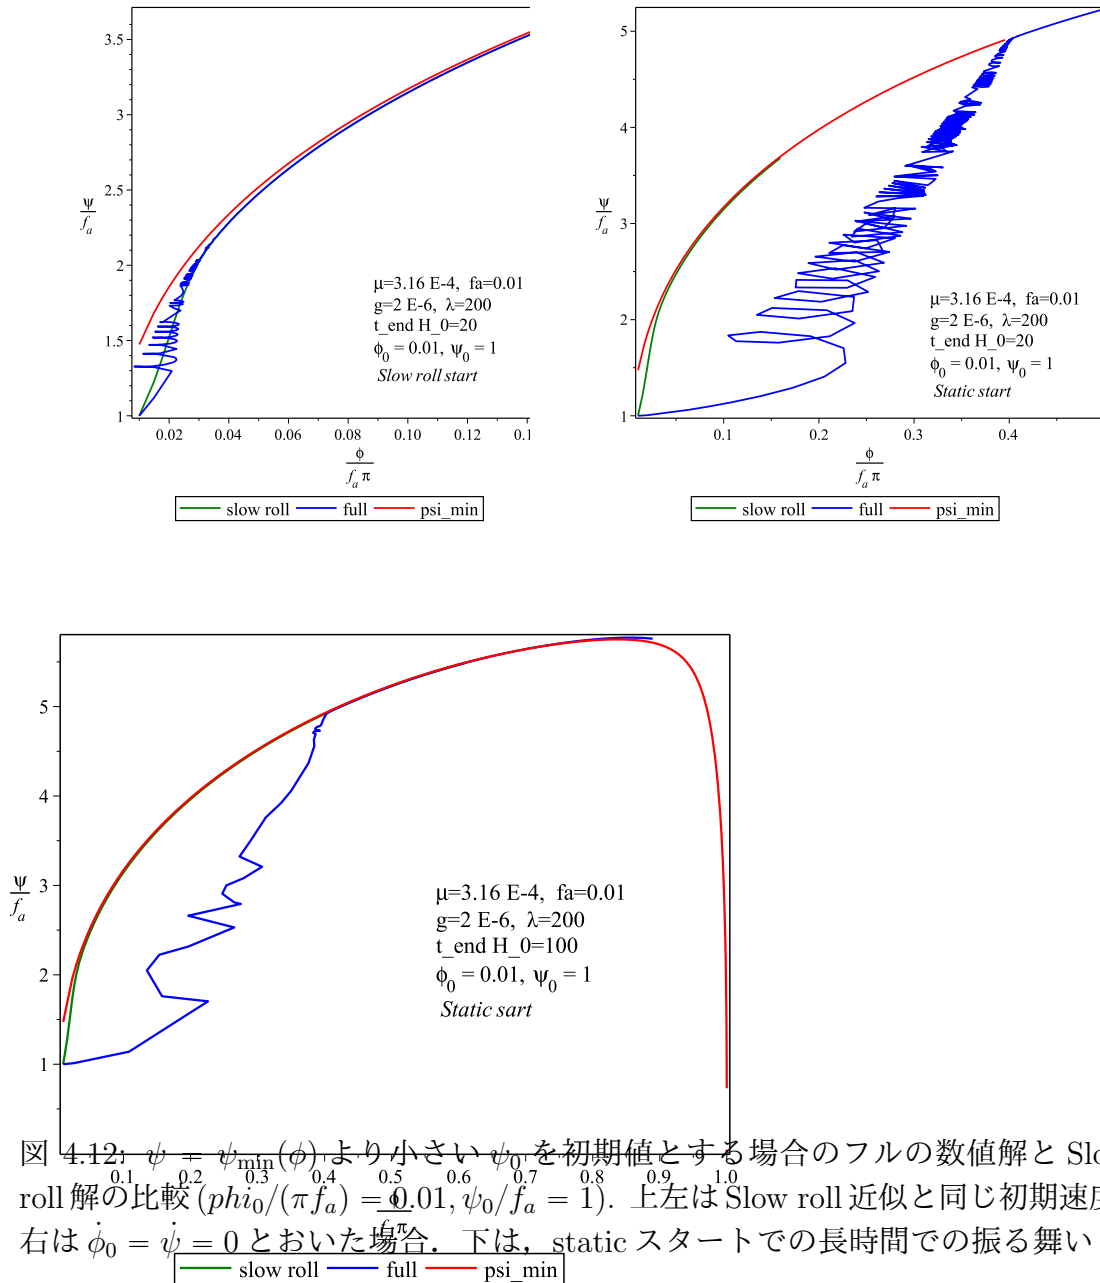 3.5
3
2.5
2
1.5
1
ψ
f_a
0.02 0.04 0.06 0.08 0.10 0.12 0.1
ϕ
f_a π
μ=3.16 E-4, fa=0.01
g=2 E-6, λ=200
t_end H_0=20
ϕ_0 = 0.01, ψ_0 = 1
Slow roll start
slow roll full psi_min
5
4
3
2
1
ψ
f_a
0.1 0.2 0.3 0.4
ϕ
f_a π
μ=3.16 E-4, fa=0.01
g=2 E-6, λ=200
t_end H_0=20
ϕ_0 = 0.01, ψ_0 = 1
Static start
slow roll full psi_min
5
4
3
2
1
ψ
f_a
μ=3.16 E-4, fa=0.01
g=2 E-6, λ=200
t_end H_0=100
ϕ_0 = 0.01, ψ_0 = 1
Static sart
0.1 0.2 0.3 0.4 0.5 0.6 0.7 0.8 0.9 1.0
ϕ
f_a π
slow roll full psi_min
図 4.12: ψ = ψ_min(ϕ) より小さい ψ_0 を初期値とする場合のフルの数値解と Slo
roll 解の比較 (phi_0/(πf_a) = 0.01, ψ_0/f_a = 1). 上左は Slow roll 近似と同じ初期速度
右は ϕ̇_0 = ψ̇ = 0 とおいた場合. 下は, static スタートでの長時間での振る舞い